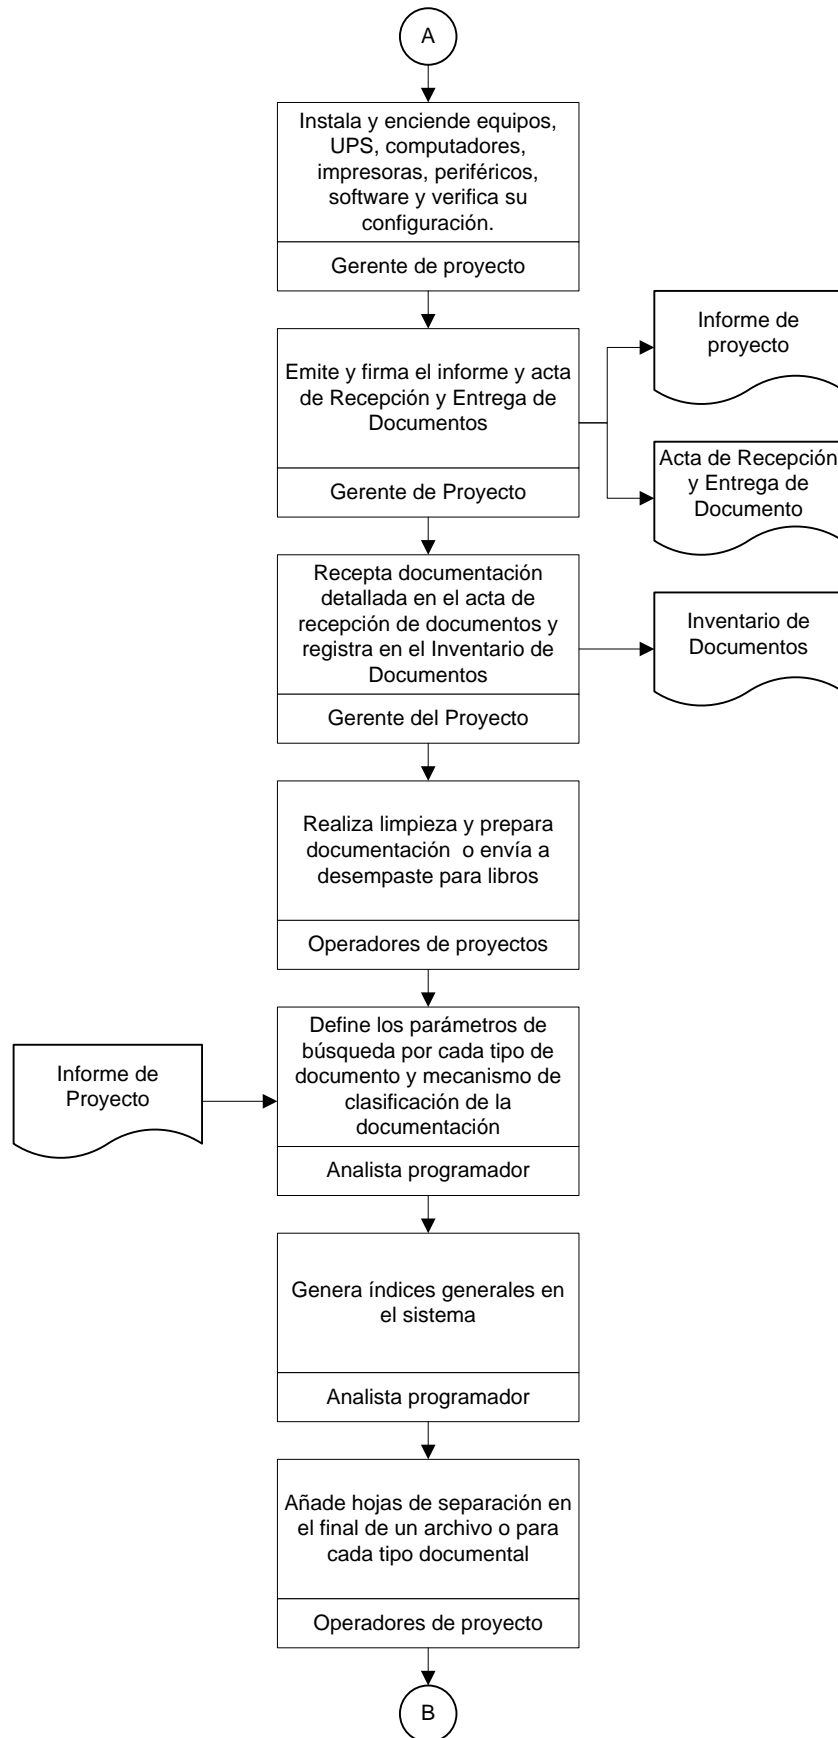 A
Instala y enciende equipos,
UPS, computadores,
impresoras, periféricos,
software y verifica su
configuración.
Gerente de proyecto
Emite y firma el informe y acta
de Recepción y Entrega de
Documentos
Gerente de Proyecto
Informe de
proyecto
Acta de Recepción
y Entrega de
Documento
Recepta documentación
detallada en el acta de
recepción de documentos y
registra en el Inventario de
Documentos
Gerente del Proyecto
Inventario de
Documentos
Realiza limpieza y prepara
documentación  o envía a
desempaste para libros
Operadores de proyectos
Informe de
Proyecto
Define los parámetros de
búsqueda por cada tipo de
documento y mecanismo de
clasificación de la
documentación
Analista programador
Genera índices generales en
el sistema
Analista programador
Añade hojas de separación en
el final de un archivo o para
cada tipo documental
Operadores de proyecto
B